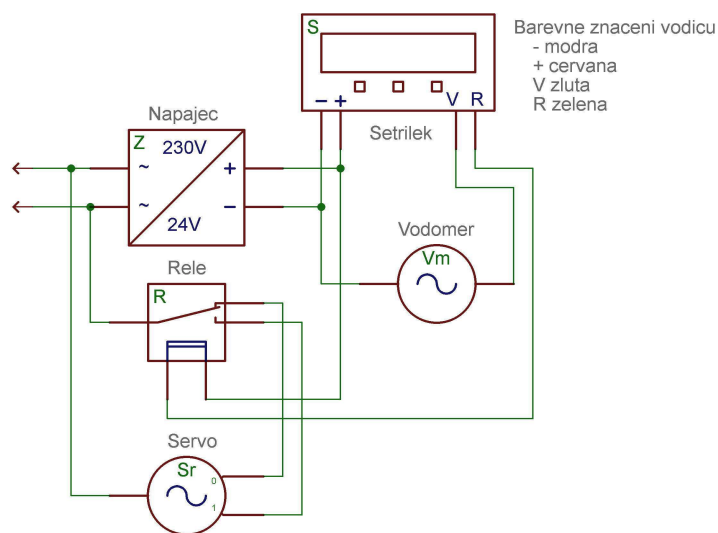 S
Barevne znaceni vodicu
- modra
+ cervana
V zluta
R zelena
- + V R
Setrilek
Napajec
Z 230V
~ +
~ -
24V
Vodomer
Vm
Rele
R
Servo
Sr
0
1